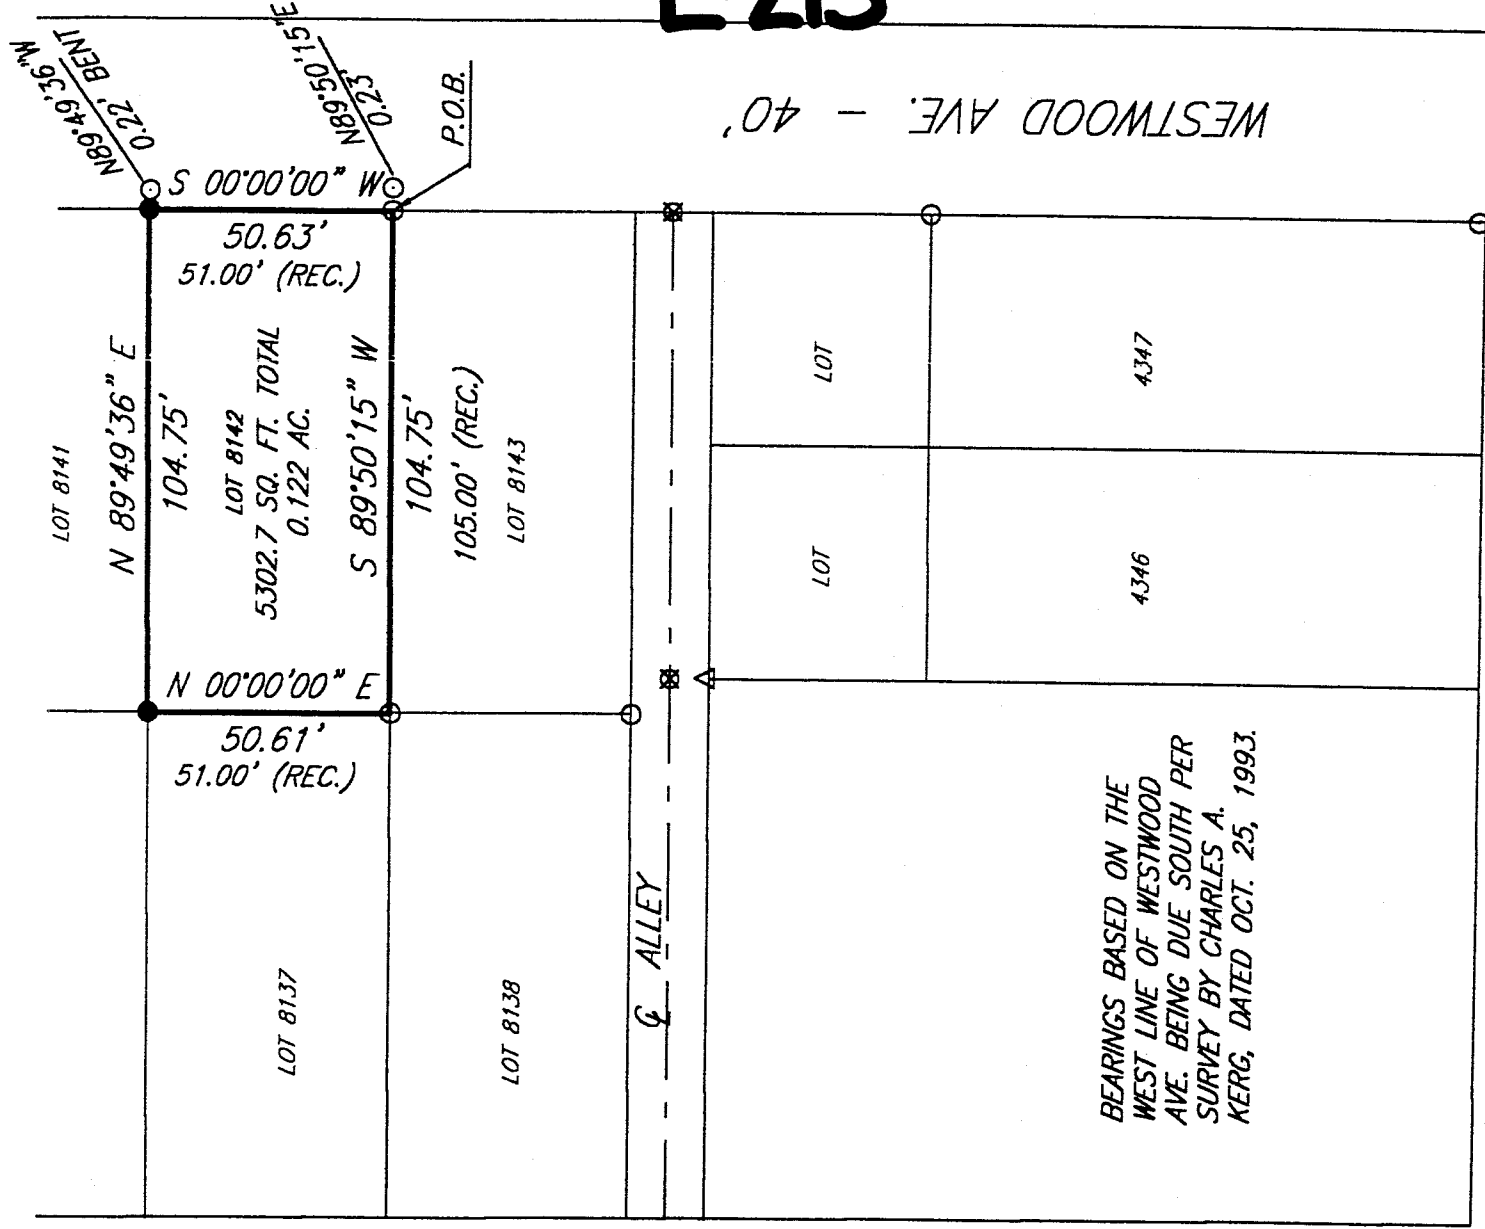 L-213
WESTWOOD AVE. - 40'
N89°49'36"W
0.22' BENT
N89°50'15"E
0.23'
P.O.B.
S 00°00'00" W
50.63'
51.00' (REC.)
LOT 8141
N 89°49'36" E
104.75'
LOT 8142
5302.7 SQ. FT. TOTAL
0.122 AC.
S 89°50'15" W
104.75'
105.00' (REC.)
LOT 8143
N 00°00'00" E
50.61'
51.00' (REC.)
LOT 8137
LOT 8138
℄ ALLEY
LOT
4347
LOT
4346
BEARINGS BASED ON THE
WEST LINE OF WESTWOOD
AVE. BEING DUE SOUTH PER
SURVEY BY CHARLES A.
KERG, DATED OCT. 25, 1993.